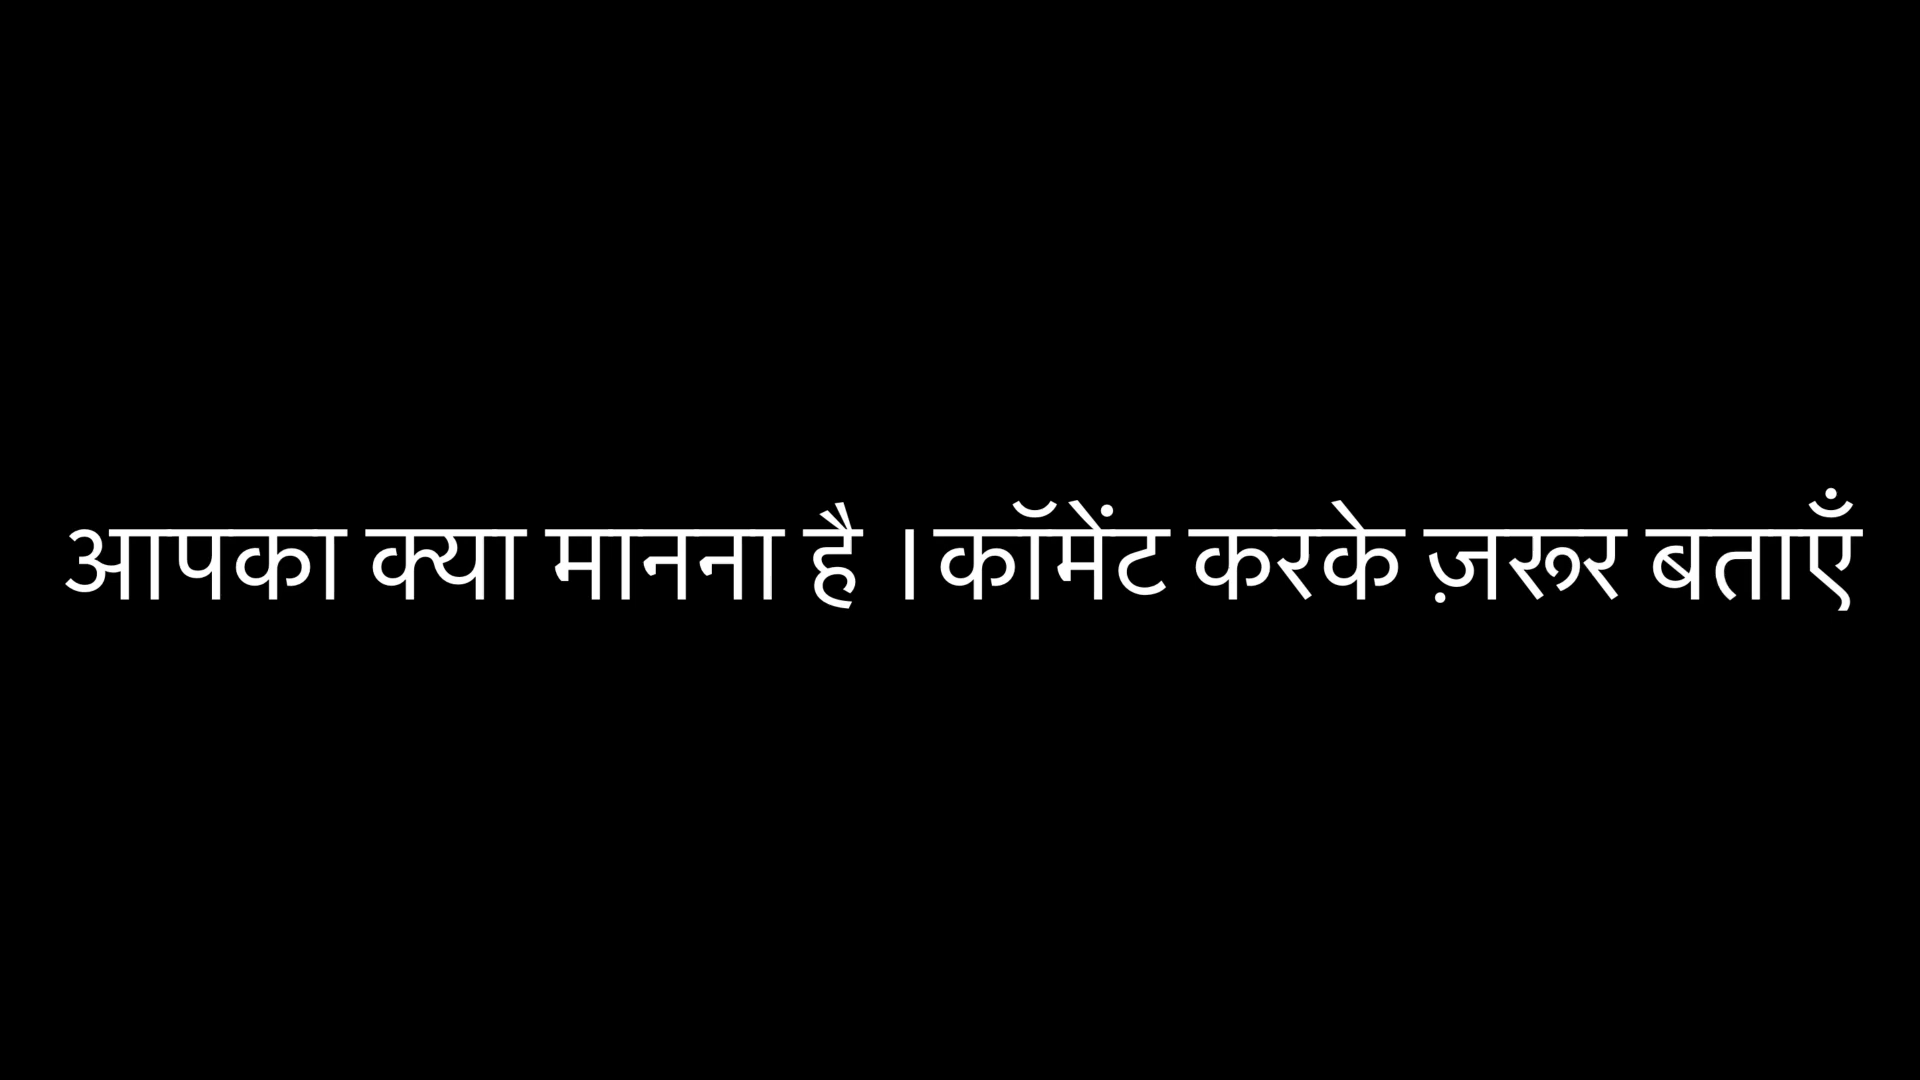 आपका क्या मानना है ।कॉमेंट करके ज़रूर बताएँ